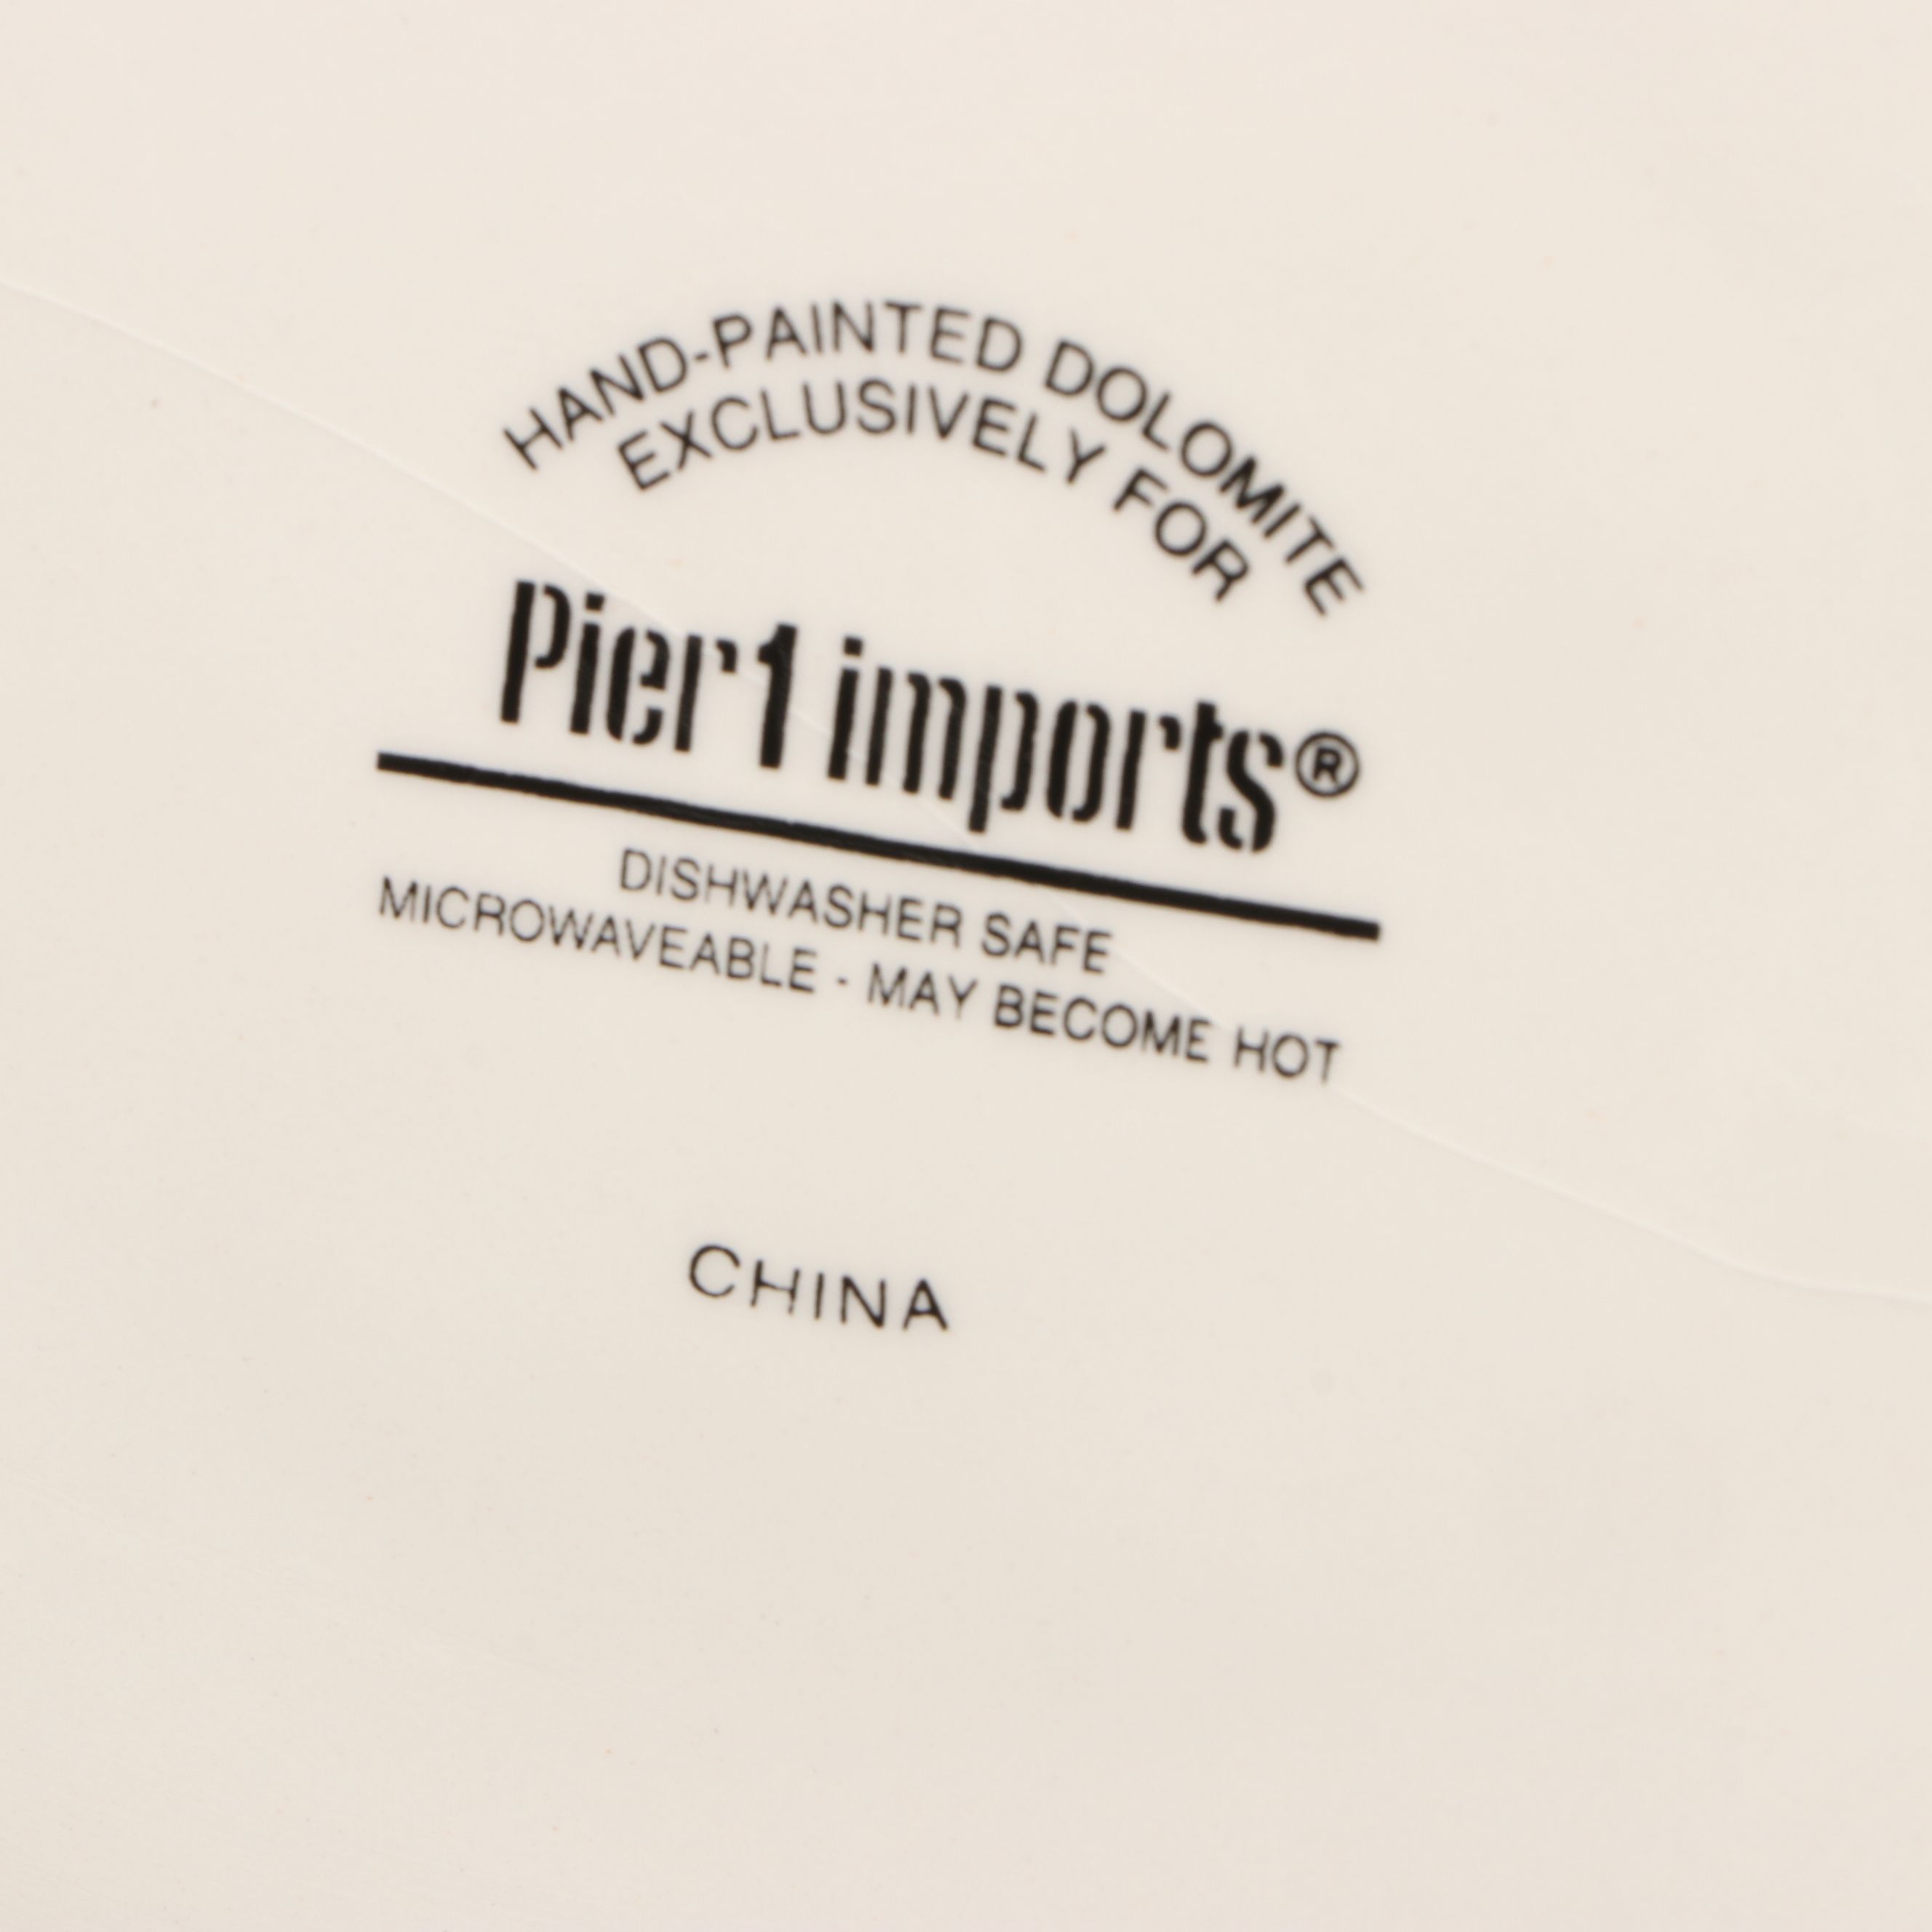 HAND-PAINTED DOLOMITE
EXCLUSIVELY FOR
Pier 1 imports®
DISHWASHER SAFE
MICROWAVEABLE - MAY BECOME HOT
CHINA